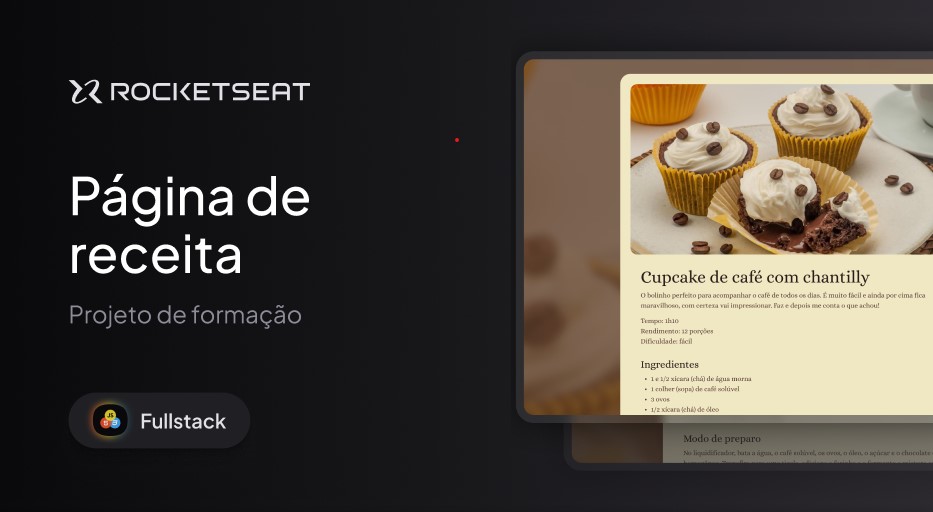 ROCKETSEAT
Página de
receita
Projeto de formação
JS
Fullstack
Cupcake de café com chantilly
O bolinho perfeito para acompanhar o café de todos os dias. É muito fácil e ainda por cima fica
maravilhoso, com certeza vai impressionar. Faz e depois me conta o que achou!
Tempo: 1h10
Rendimento: 12 porções
Dificuldade: fácil
Ingredientes
• 1 e 1/2 xícara (chá) de água morna
• 1 colher (sopa) de café solúvel
• 3 ovos
• 1/2 xícara (chá) de óleo
Modo de preparo
No liquidificador, bata a água, o café solúvel, os ovos, o óleo, o açúcar e o chocolate